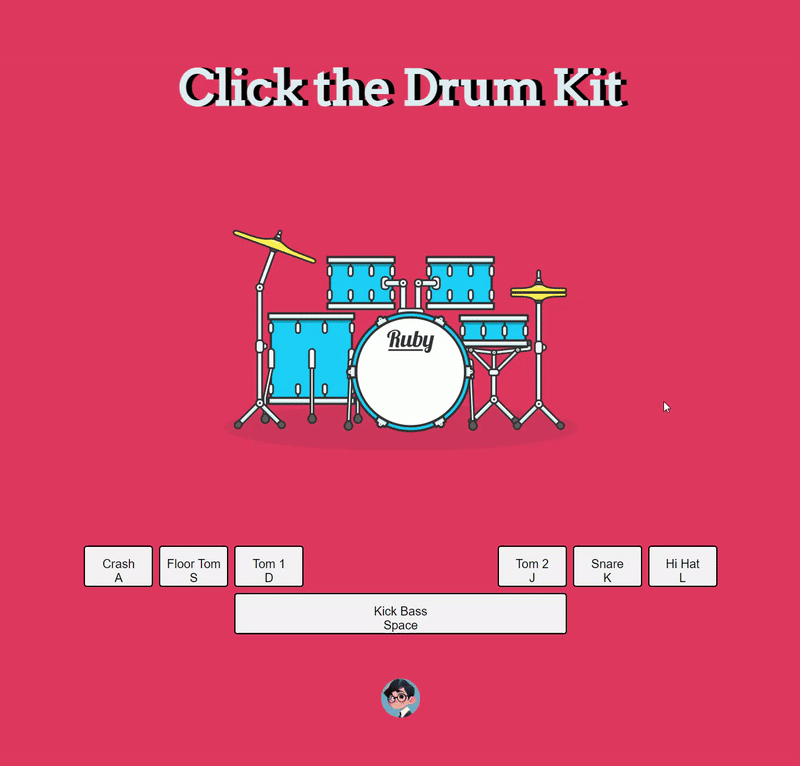 Click the Drum Kit
Ruby
Crash
A
Floor Tom
S
Tom 1
D
Tom 2
J
Snare
K
Hi Hat
L
Kick Bass
Space